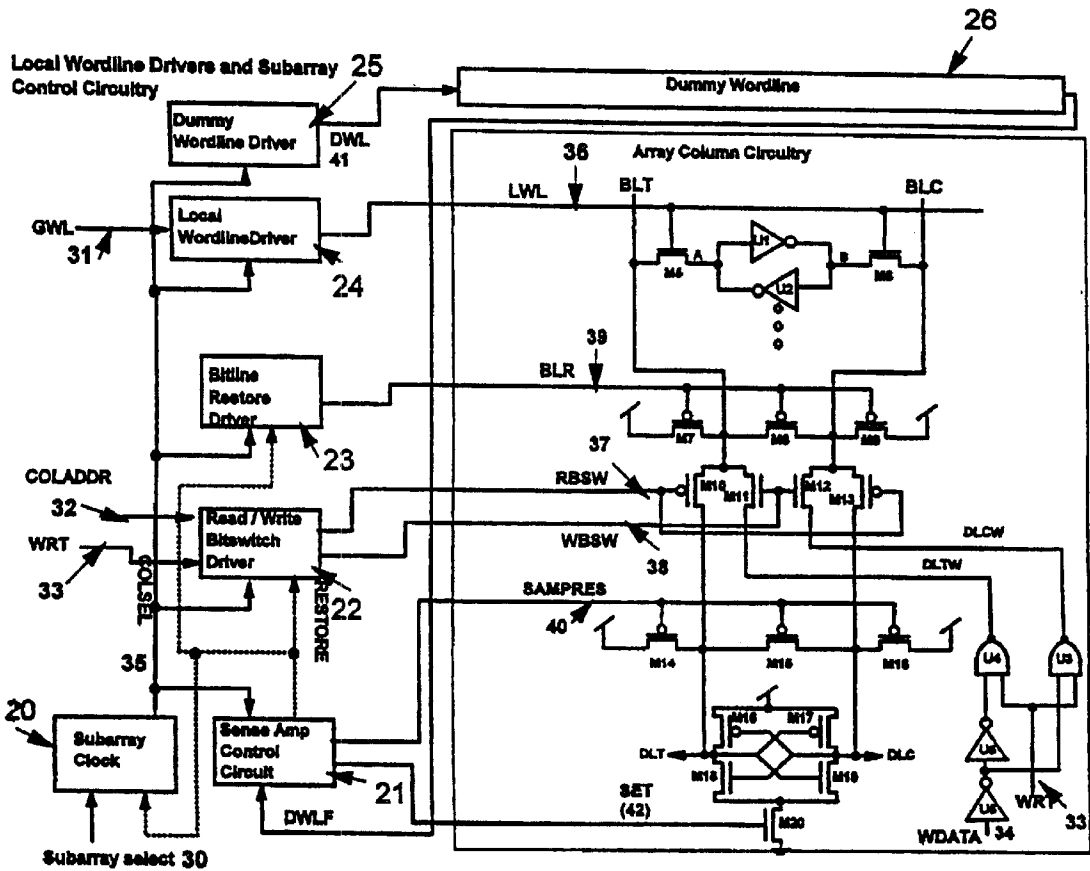 26
Local Wordline Drivers and Subarray
Control Circuitry
25
Dummy Wordline
Dummy
Wordline Driver
DWL
41
Array Column Circuitry
36
BLT
BLC
LWL
GWL
31
Local
WordlineDriver
24
M5
A
U1
B
M6
U2
39
BLR
Bitline
Restore
Driver
23
M7
M8
M9
37
COLADDR
32
RBSW
M10
M11
M12
M13
Read / Write
Bitswitch
Driver
WRT
33
WBSW
38
DLCW
DLTW
22
COLSEL
RESTORE
SAMPRES
40
35
M14
M15
M16
U4
U3
20
Subarray
Clock
Sense Amp
Control
Circuit
21
M16
M17
DLT
DLC
M18
M19
U5
SET
(42)
DWLF
M20
U6
WRT
33
WDATA
34
Subarray select 30